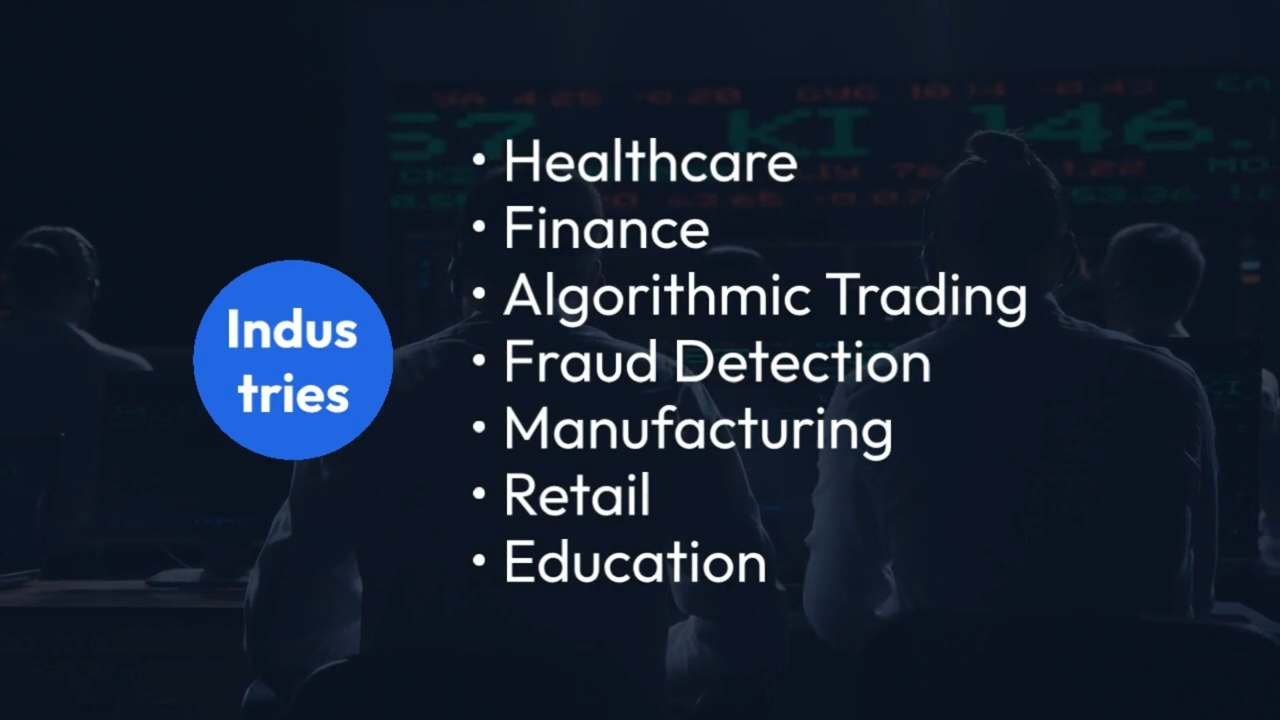 Indus
tries
• Healthcare
• Finance
• Algorithmic Trading
• Fraud Detection
• Manufacturing
• Retail
• Education